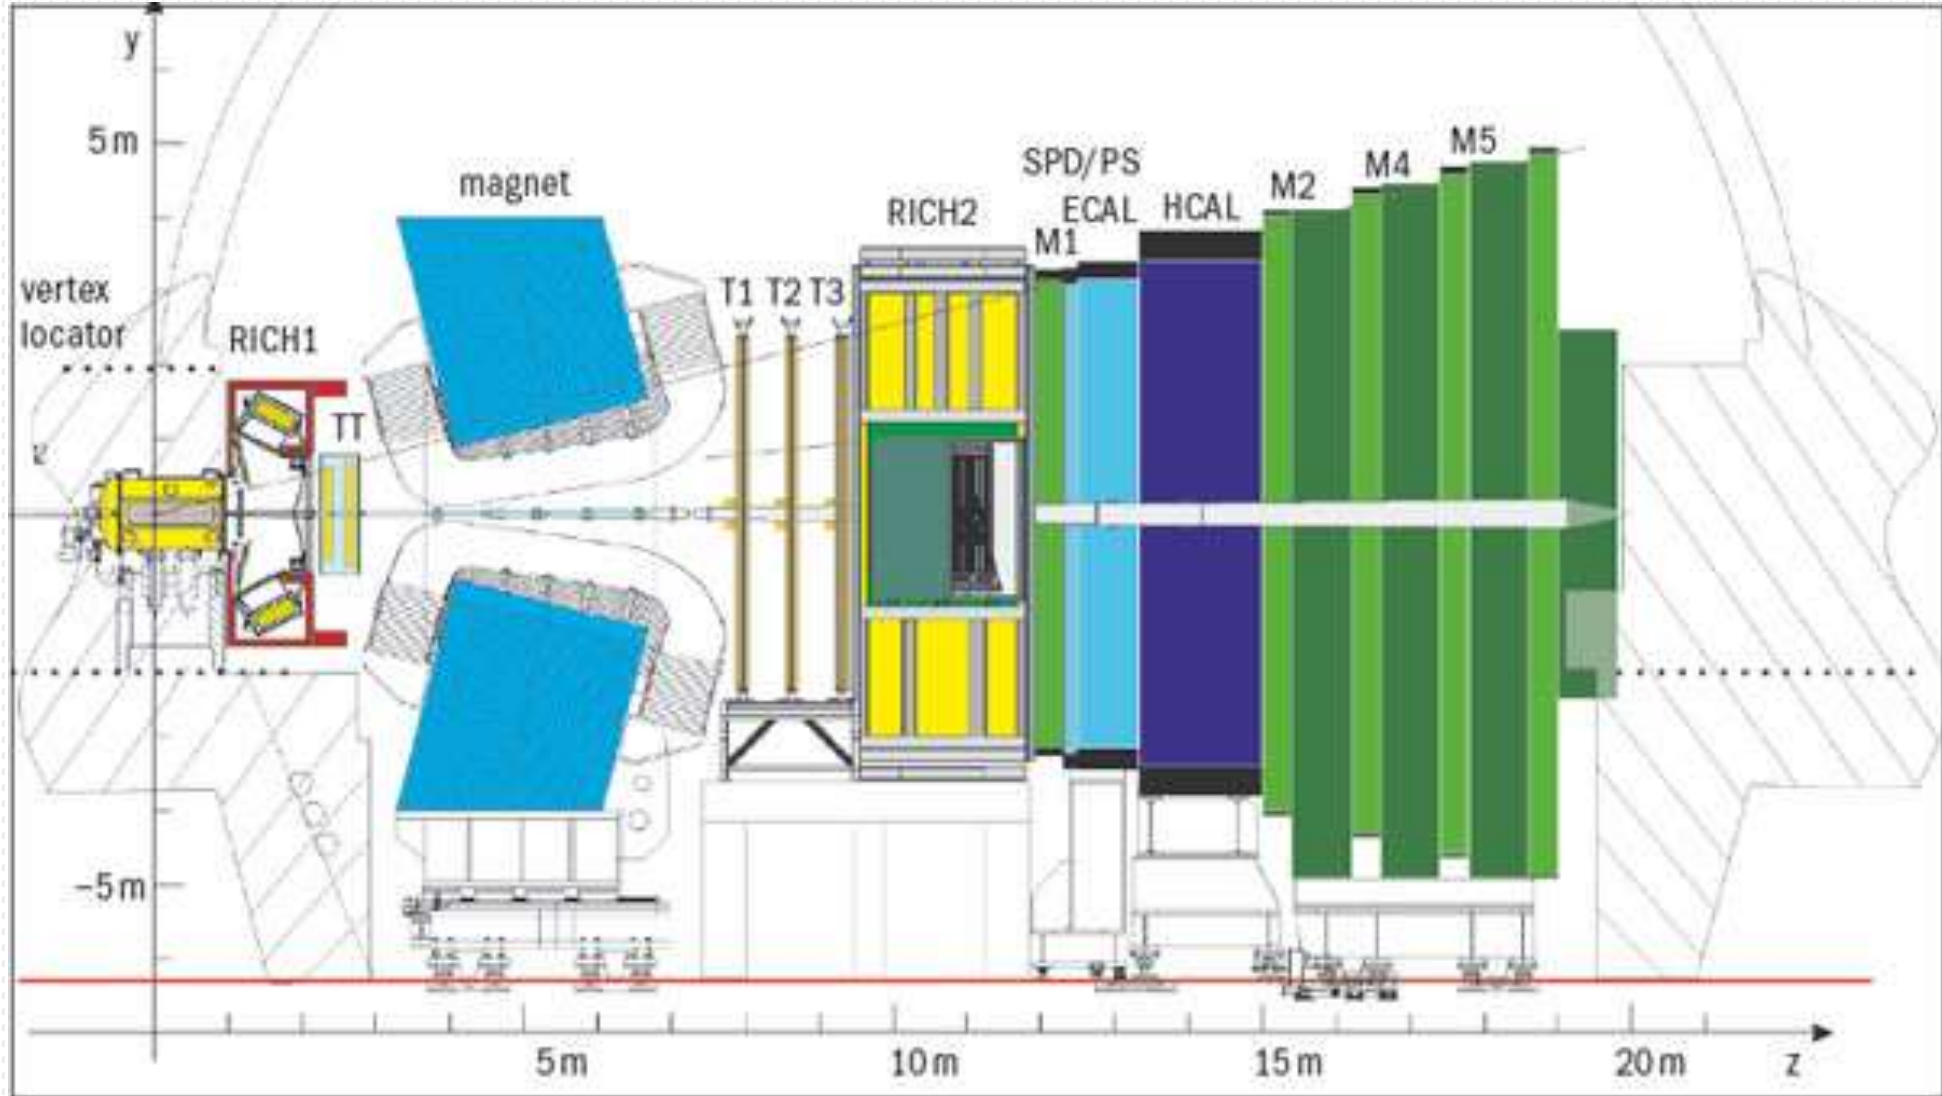 y
5m
magnet
vertex
locator
RICH1
TT
T1 T2 T3
RICH2
SPD/PS
ECAL
M1
HCAL
M2
M4
M5
−5m
5m
10m
15m
20m
z